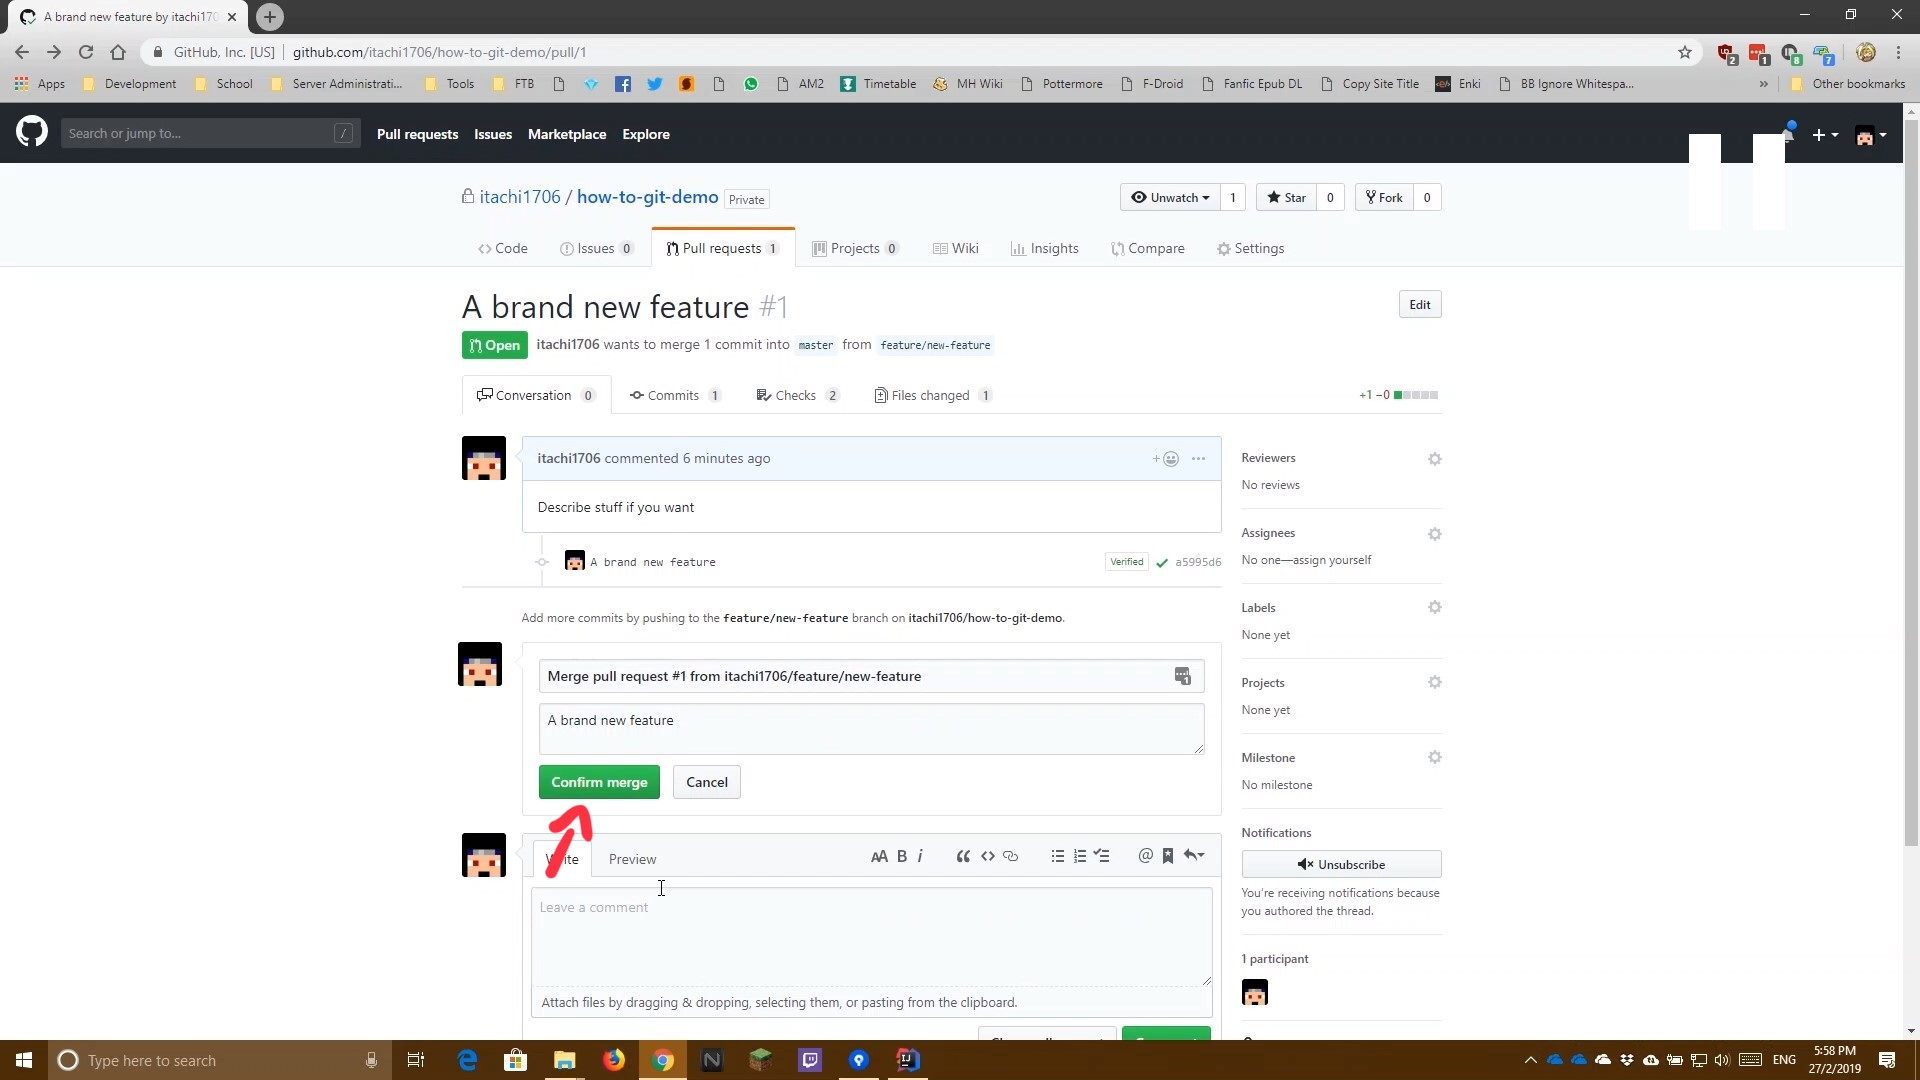 A brand new feature by itachi170
GitHub, Inc. [US] github.com/itachi1706/how-to-git-demo/pull/1
2 1 8 7
Apps Development School Server Administrati... Tools FTB AM2 Timetable MH Wiki Pottermore F-Droid Fanfic Epub DL Copy Site Title Enki BB Ignore Whitespa... » Other bookmarks
Search or jump to... / Pull requests Issues Marketplace Explore
itachi1706 / how-to-git-demo Private Unwatch 1 Star 0 Fork 0
Code Issues 0 Pull requests 1 Projects 0 Wiki Insights Compare Settings
A brand new feature #1 Edit
Open itachi1706 wants to merge 1 commit into master from feature/new-feature
Conversation 0 Commits 1 Checks 2 Files changed 1 +1 −0
itachi1706 commented 6 minutes ago
Describe stuff if you want
A brand new feature Verified a5995d6
Add more commits by pushing to the feature/new-feature branch on itachi1706/how-to-git-demo.
Merge pull request #1 from itachi1706/feature/new-feature
A brand new feature
Confirm merge Cancel
Preview AA B i
Leave a comment
Attach files by dragging & dropping, selecting them, or pasting from the clipboard.
Reviewers
No reviews
Assignees
No one—assign yourself
Labels
None yet
Projects
None yet
Milestone
No milestone
Notifications
Unsubscribe
You're receiving notifications because
you authored the thread.
1 participant
Type here to search
ENG
5:58 PM
27/2/2019